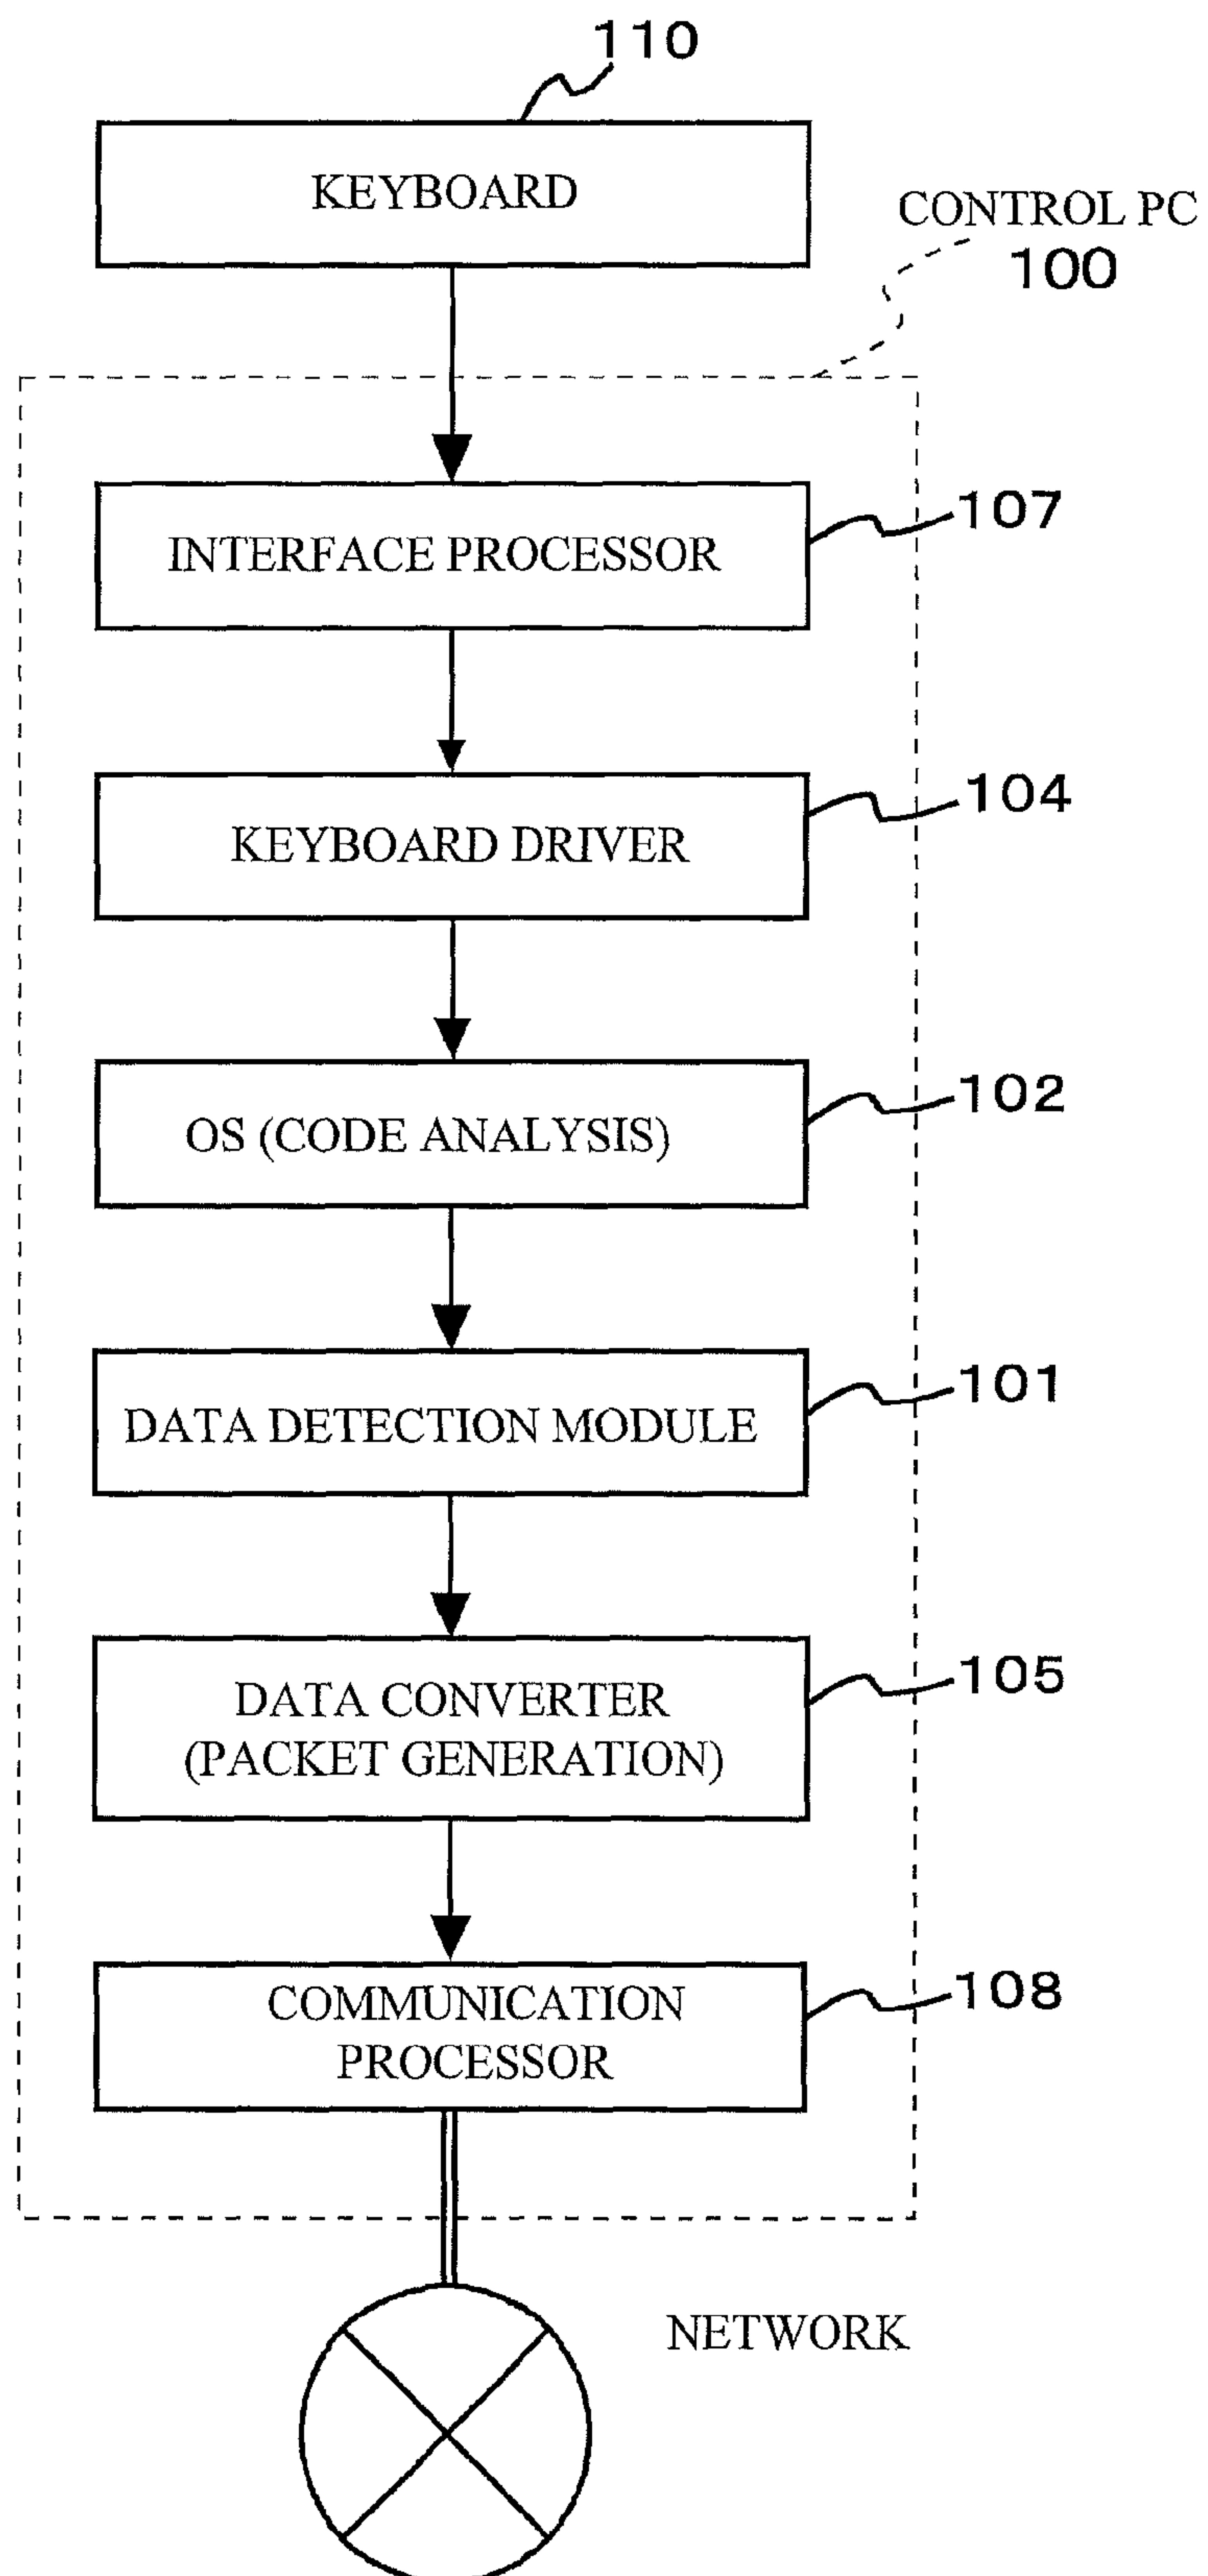 110
KEYBOARD
CONTROL PC
100
INTERFACE PROCESSOR
107
KEYBOARD DRIVER
104
OS (CODE ANALYSIS)
102
DATA DETECTION MODULE
101
DATA CONVERTER
(PACKET GENERATION)
105
COMMUNICATION
PROCESSOR
108
NETWORK